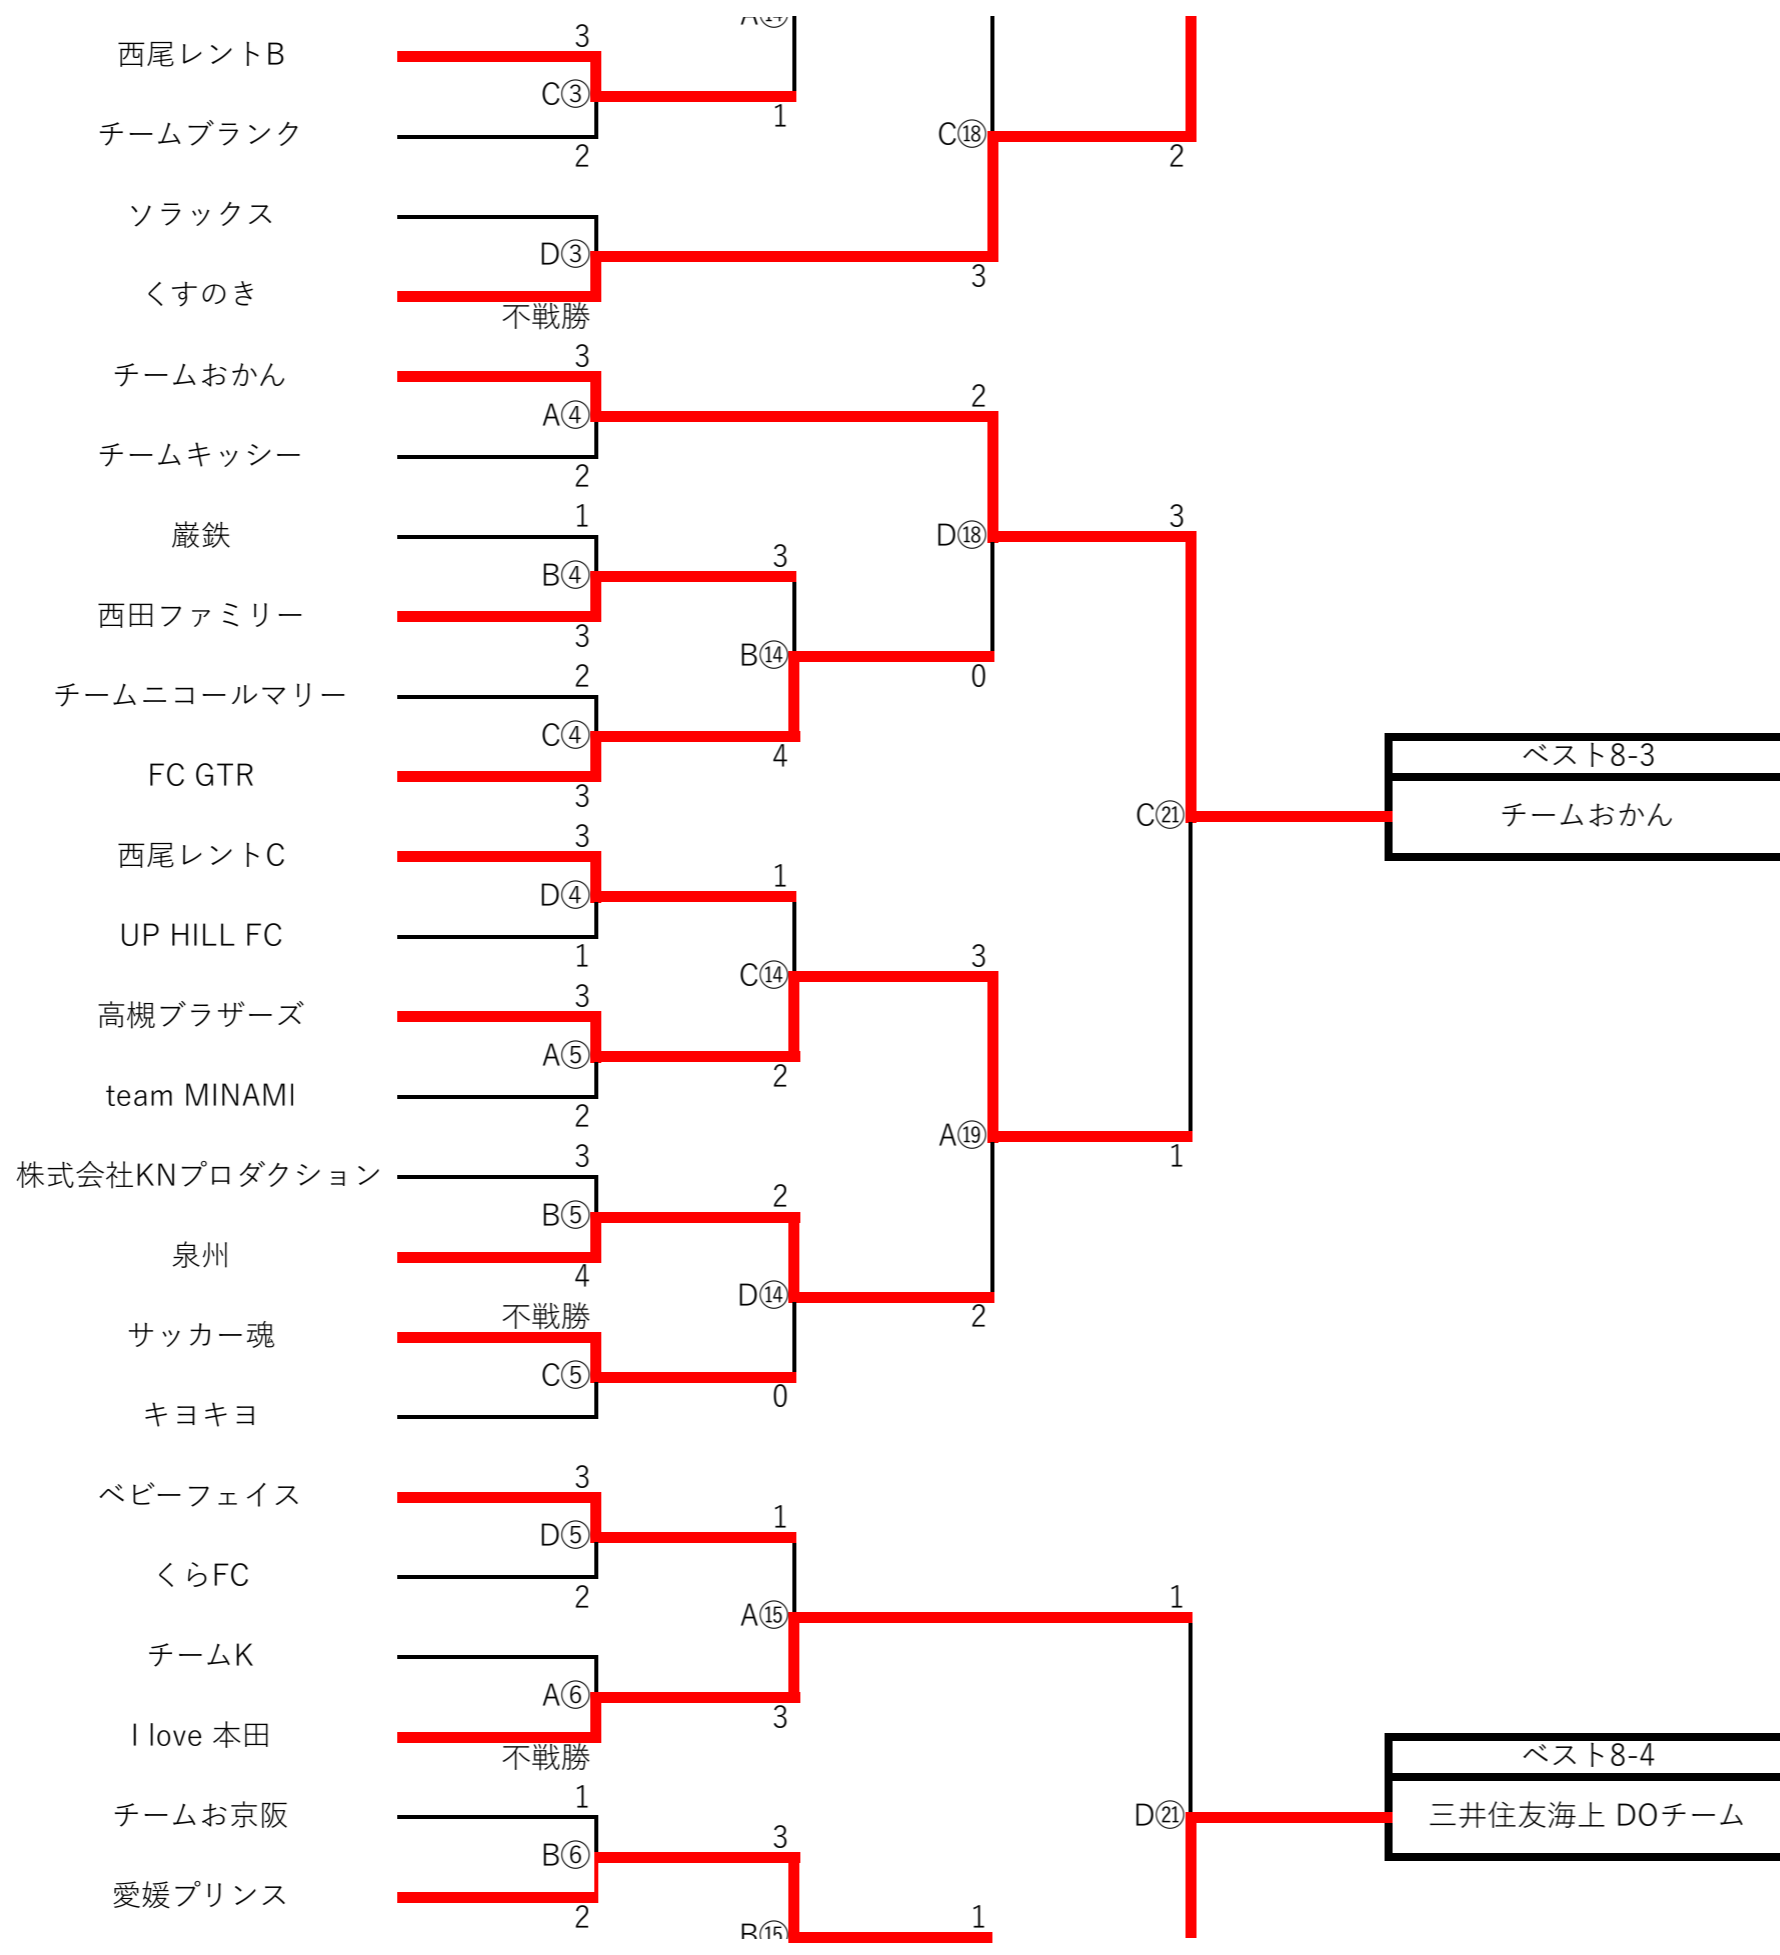 A⑭
3
西尾レントB
C③
1
チームブランク
2
C⑱
2
ソラックス
D③
3
くすのき
不戦勝
3
チームおかん
2
A④
チームキッシー
2
1
巌鉄
3
D⑱
B④
3
西田ファミリー
3
B⑭
0
2
チームニコールマリー
C④
4
FC GTR
3
ベスト8-3
チームおかん
C㉑
3
西尾レントC
1
D④
UP HILL FC
1
C⑭
3
3
高槻ブラザーズ
A⑤
2
team MINAMI
2
A⑲
1
3
株式会社KNプロダクション
2
B⑤
泉州
4
D⑭
2
不戦勝
サッカー魂
C⑤
0
キヨキヨ
3
ベビーフェイス
1
D⑤
くらFC
2
A⑮
1
チームK
A⑥
3
I love 本田
不戦勝
ベスト8-4
三井住友海上 DOチーム
D㉑
1
チームお京阪
3
B⑥
愛媛プリンス
2
B⑮
1